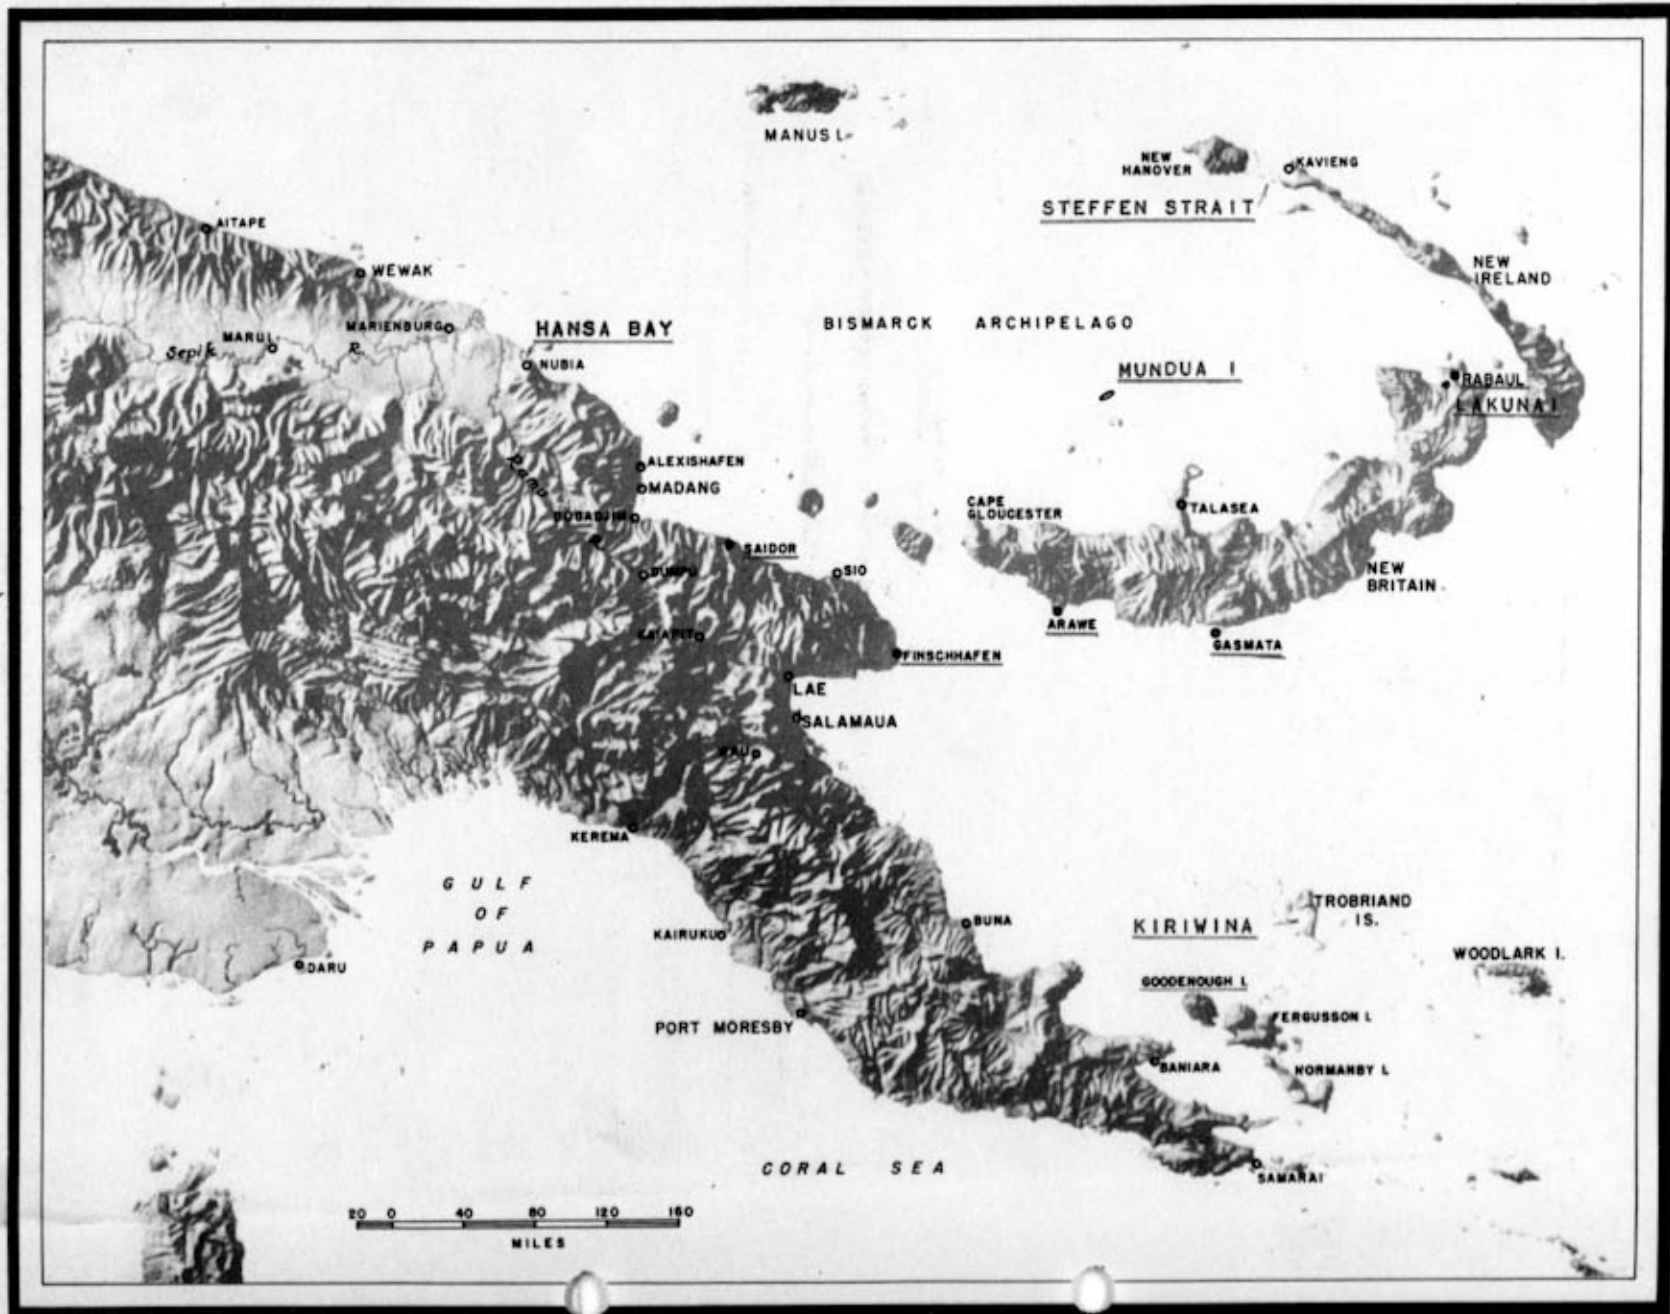 MANUS I.
NEW
HANOVER
KAVIENG
STEFFEN STRAIT
AITAPE
WEWAK
NEW
IRELAND
MARIENBURG
HANSA BAY
BISMARCK ARCHIPELAGO
MARUI
Sepik R.
NUBIA
MUNDUA I
RABAUL
LAKUNAI
ALEXISHAFEN
MADANG
Ramu R.
CAPE
GLOUCESTER
TALASEA
BOGADJIM
SAIDOR
SIO
DUMPU
NEW
BRITAIN
ARAWE
GASMATA
KAIAPIT
FINSCHHAFEN
LAE
SALAMAUA
WAU
KEREMA
GULF
OF
PAPUA
TROBRIAND
IS.
KIRIWINA
BUNA
KAIRUKU
WOODLARK I.
DARU
GOODENOUGH I.
FERGUSSON I.
PORT MORESBY
BANIARA
NORMANBY I.
CORAL SEA
SAMARAI
20 0 40 80 120 160
MILES